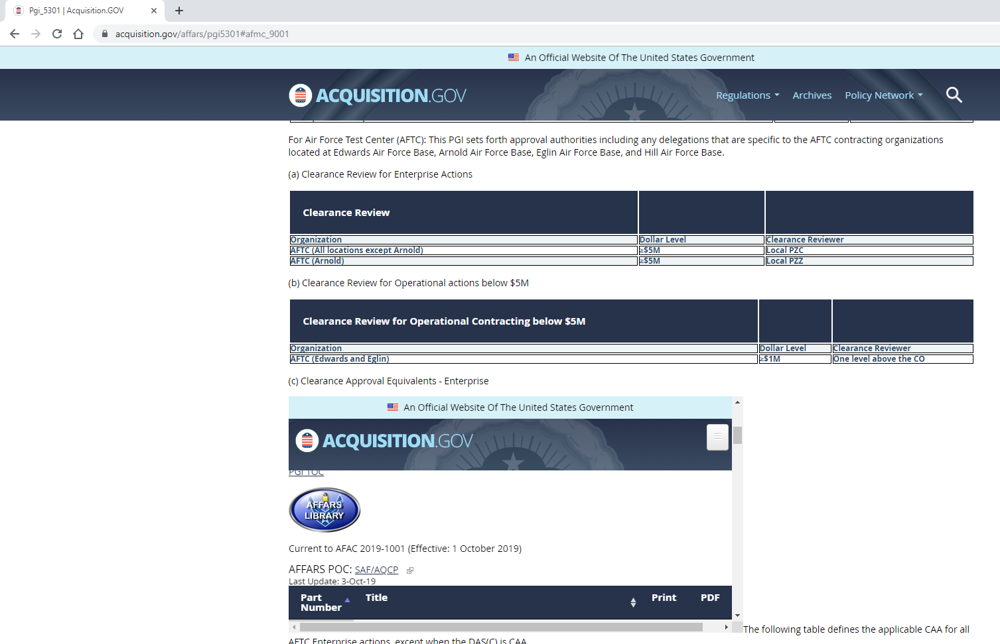 Pgi_5301 | Acquisition.GOV
acquisition.gov/affars/pgi5301#afmc_9001
An Official Website Of The United States Government
ACQUISITION.GOV
Regulations
Archives
Policy Network
For Air Force Test Center (AFTC): This PGI sets forth approval authorities including any delegations that are specific to the AFTC contracting organizations
located at Edwards Air Force Base, Arnold Air Force Base, Eglin Air Force Base, and Hill Air Force Base.
(a) Clearance Review for Enterprise Actions
Clearance Review
Organization Dollar Level Clearance Reviewer
AFTC (All locations except Arnold) ≥$5M Local PZC
AFTC (Arnold) ≥$5M Local PZZ
(b) Clearance Review for Operational actions below $5M
Clearance Review for Operational Contracting below $5M
Organization Dollar Level Clearance Reviewer
AFTC (Edwards and Eglin) ≥$1M One level above the CO
(c) Clearance Approval Equivalents - Enterprise
An Official Website Of The United States Government
ACQUISITION.GOV
PGI TOC
AFFARS
LIBRARY
Current to AFAC 2019-1001 (Effective: 1 October 2019)
AFFARS POC: SAF/AQCP
Last Update: 3-Oct-19
Part Number Title Print PDF
The following table defines the applicable CAA for all
AFTC Enterprise actions, except when the DAS(C) is CAA